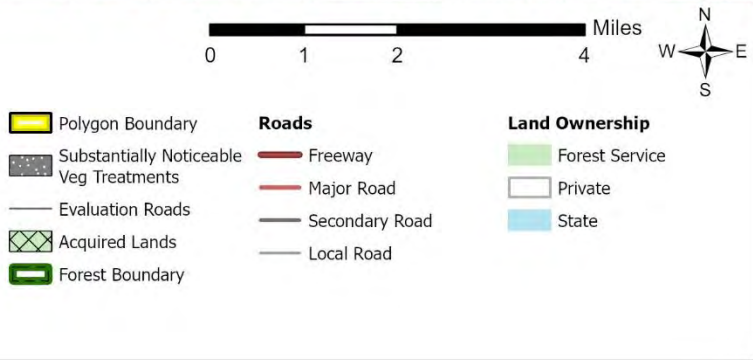 Miles
0 1 2 4
N
W E
S
Polygon Boundary
Substantially Noticeable
Veg Treatments
Evaluation Roads
Acquired Lands
Forest Boundary
Roads
Freeway
Major Road
Secondary Road
Local Road
Land Ownership
Forest Service
Private
State